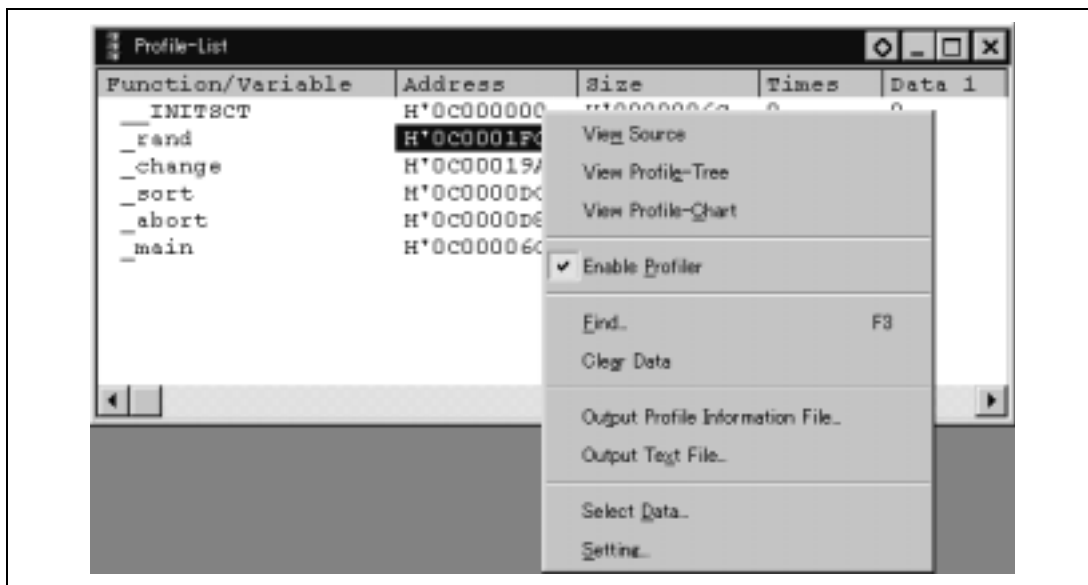 Profile-List
Function/Variable Address Size Times Data 1
__INITSCT H'0C000000
_rand H'0C0001F
_change H'0C00019
_sort H'0C0000D
_abort H'0C0000D
_main H'0C00006
View Source
View Profile-Tree
View Profile-Chart
Enable Profiler
Find... F3
Clear Data
Output Profile Information File...
Output Text File...
Select Data...
Setting...